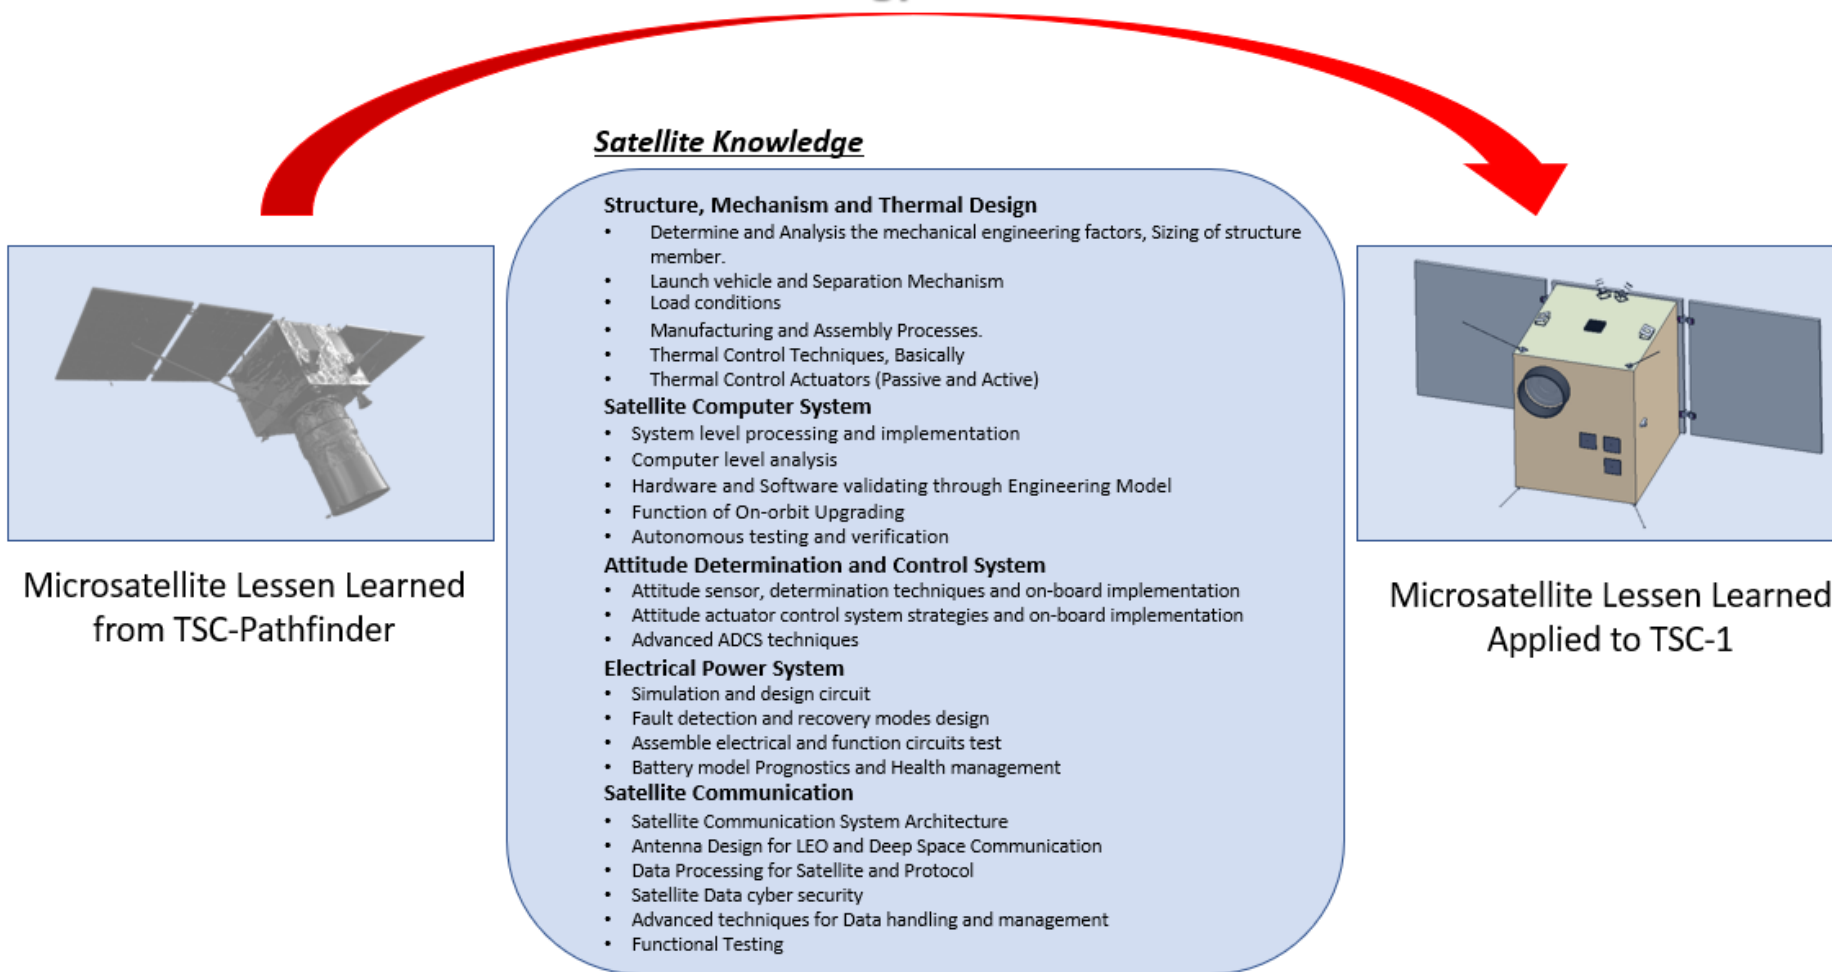 Satellite Knowledge
Structure, Mechanism and Thermal Design
• Determine and Analysis the mechanical engineering factors, Sizing of structure
member.
• Launch vehicle and Separation Mechanism
• Load conditions
• Manufacturing and Assembly Processes.
• Thermal Control Techniques, Basically
• Thermal Control Actuators (Passive and Active)
Satellite Computer System
• System level processing and implementation
• Computer level analysis
• Hardware and Software validating through Engineering Model
• Function of On-orbit Upgrading
• Autonomous testing and verification
Attitude Determination and Control System
• Attitude sensor, determination techniques and on-board implementation
• Attitude actuator control system strategies and on-board implementation
• Advanced ADCS techniques
Electrical Power System
• Simulation and design circuit
• Fault detection and recovery modes design
• Assemble electrical and function circuits test
• Battery model Prognostics and Health management
Satellite Communication
• Satellite Communication System Architecture
• Antenna Design for LEO and Deep Space Communication
• Data Processing for Satellite and Protocol
• Satellite Data cyber security
• Advanced techniques for Data handling and management
• Functional Testing
Microsatellite Lessen Learned
from TSC-Pathfinder
Microsatellite Lessen Learned
Applied to TSC-1